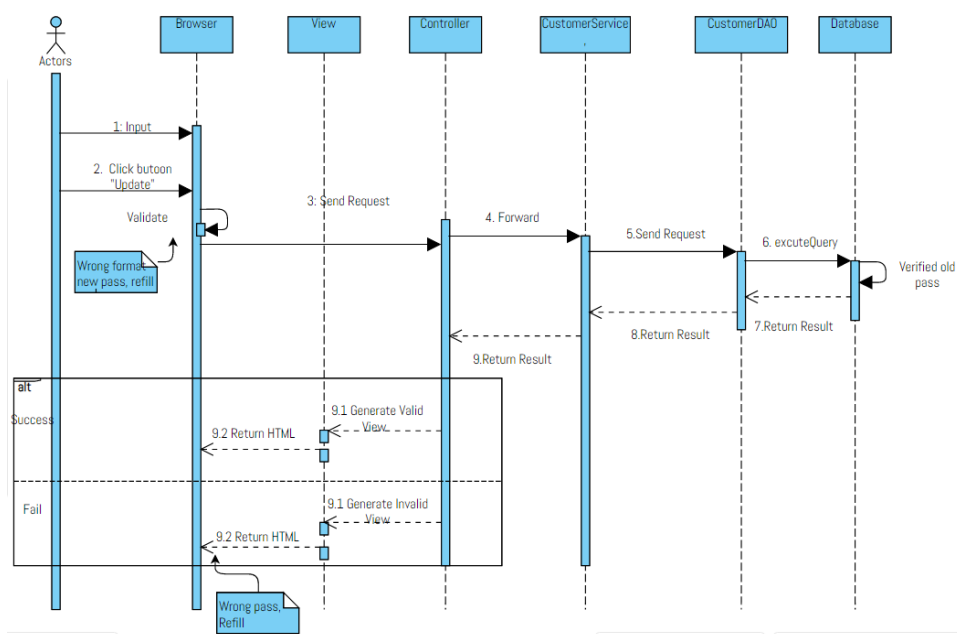 Browser
View
Controller
CustomerService
CustomerDAO
Database
Actors
1: Input
2. Click butoon
"Update"
3: Send Request
Validate
4. Forward
5.Send Request
6. excuteQuery
Wrong format
new pass, refill
Verified old
pass
7.Return Result
8.Return Result
9.Return Result
alt
Success
9.1 Generate Valid
View
9.2 Return HTML
Fail
9.1 Generate Invalid
View
9.2 Return HTML
Wrong pass,
Refill